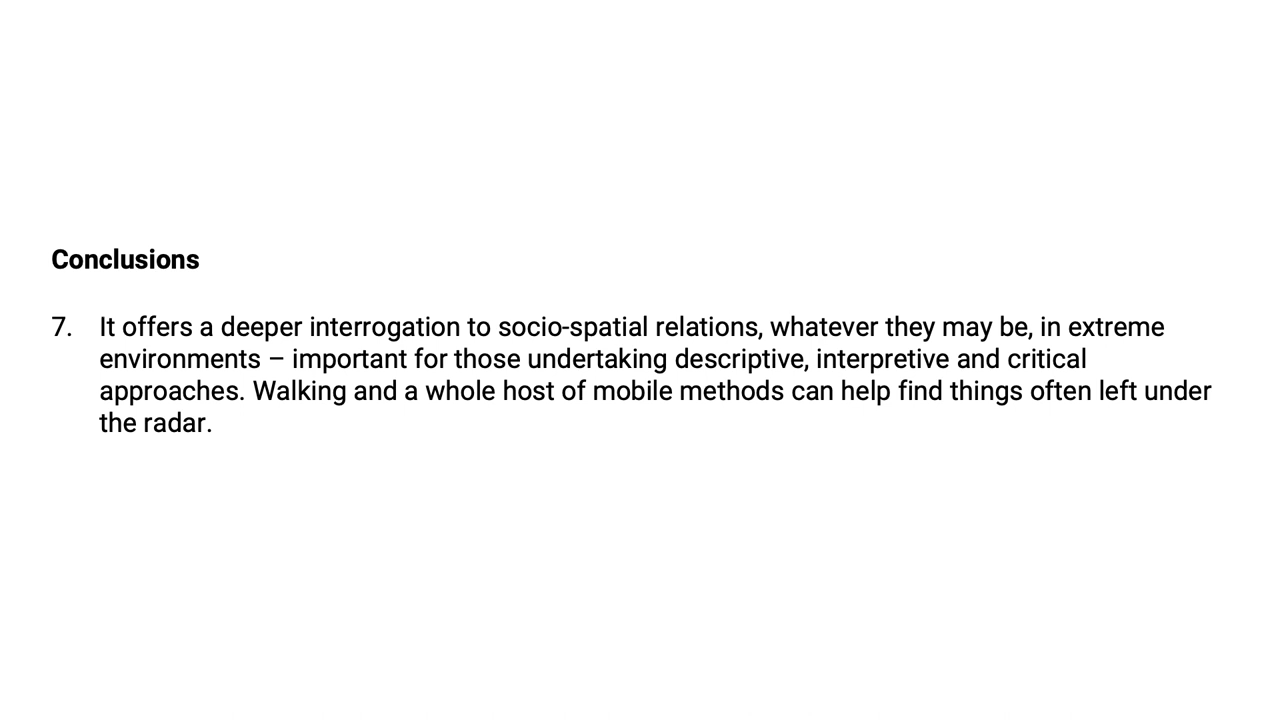 Conclusions
7. It offers a deeper interrogation to socio-spatial relations, whatever they may be, in extreme
environments – important for those undertaking descriptive, interpretive and critical
approaches. Walking and a whole host of mobile methods can help find things often left under
the radar.